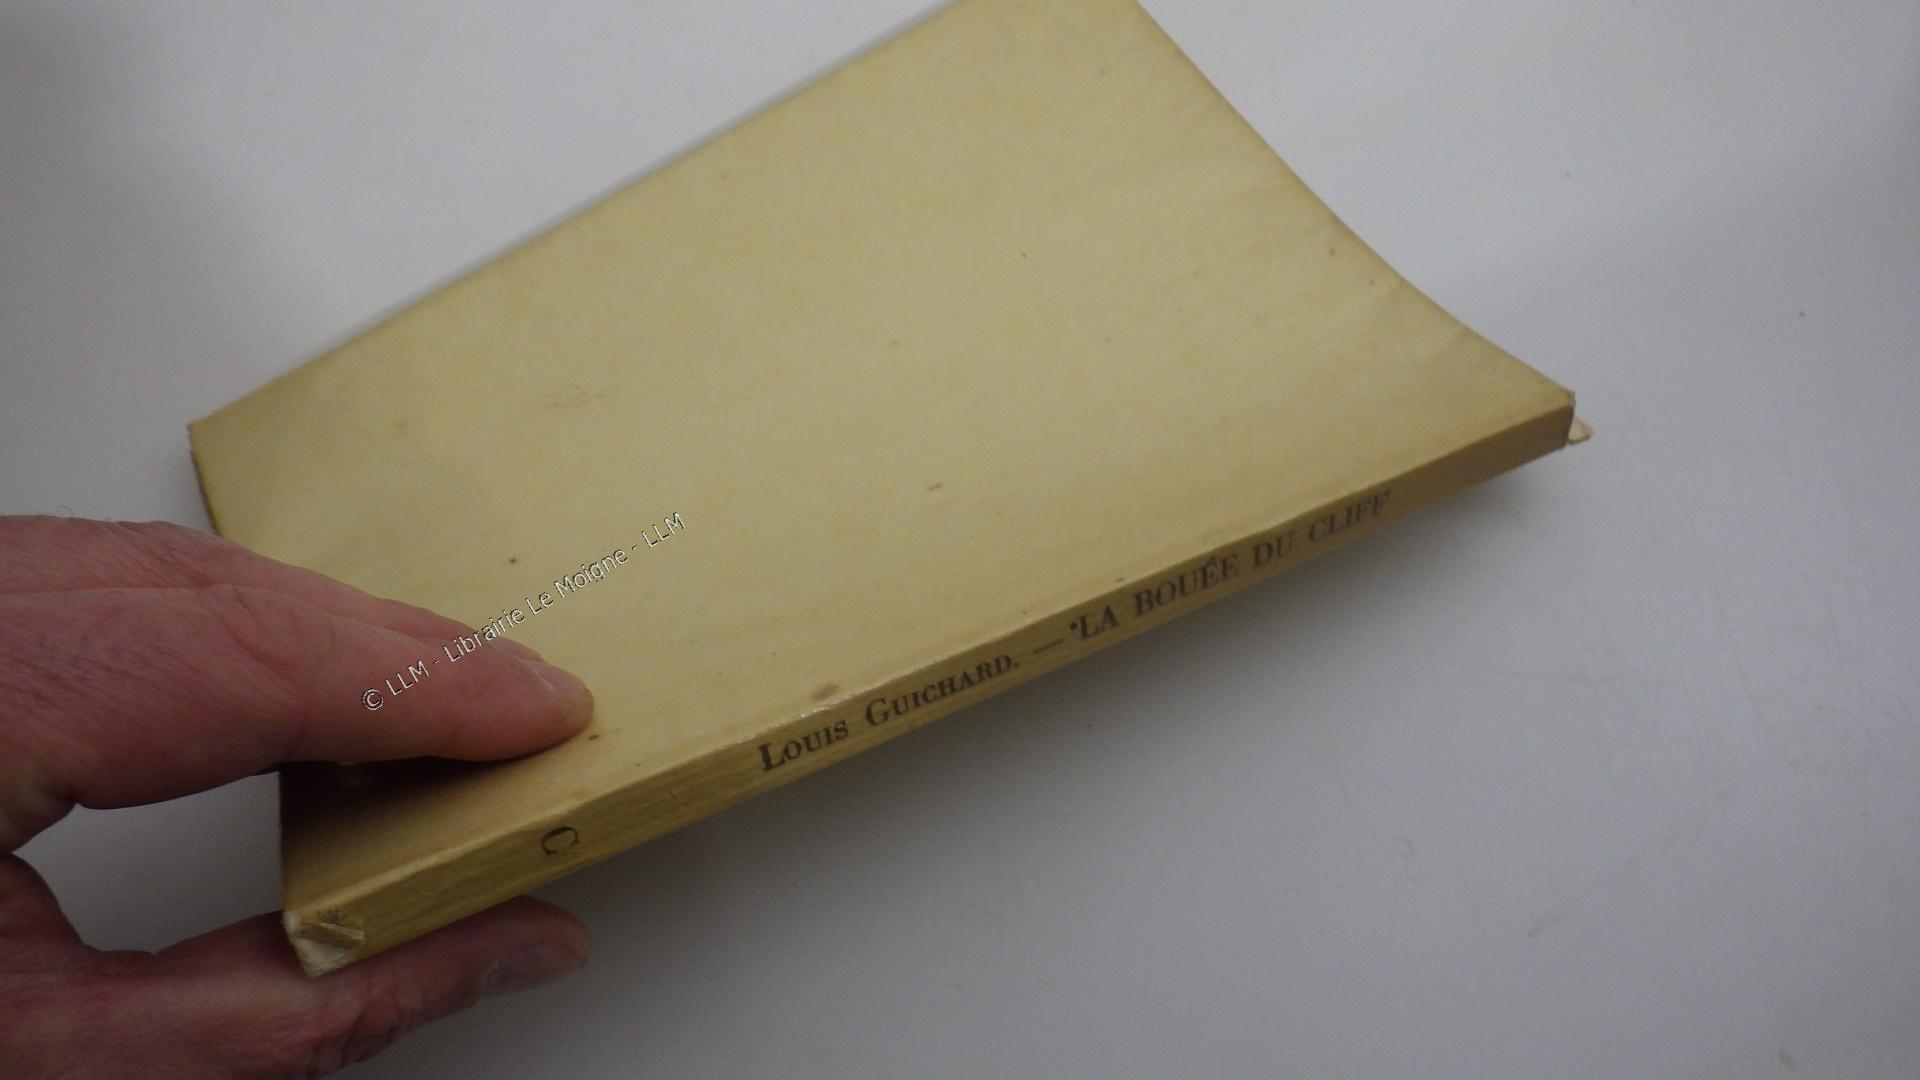 © LLM - Librairie Le Moigne - LLM
LOUIS GUICHARD. — LA BOUÉE DU CLIFF
C